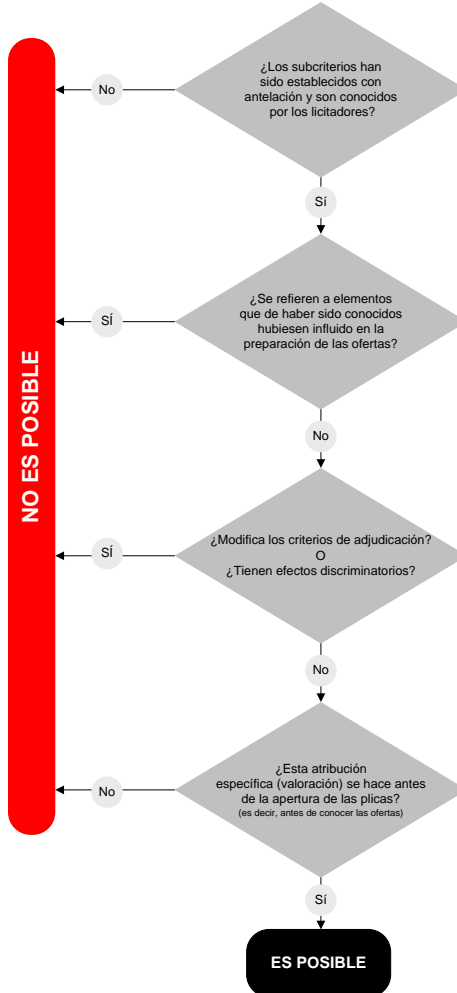 ¿Los subcriterios han
sido establecidos con
antelación y son conocidos
por los licitadores?
No
Sí
¿Se refieren a elementos
que de haber sido conocidos
hubiesen influido en la
preparación de las ofertas?
SÍ
No
NO ES POSIBLE
¿Modifica los criterios de adjudicación?
O
¿Tienen efectos discriminatorios?
SÍ
No
¿Esta atribución
específica (valoración) se hace antes
de la apertura de las plicas?
(es decir, antes de conocer las ofertas)
No
Sí
ES POSIBLE